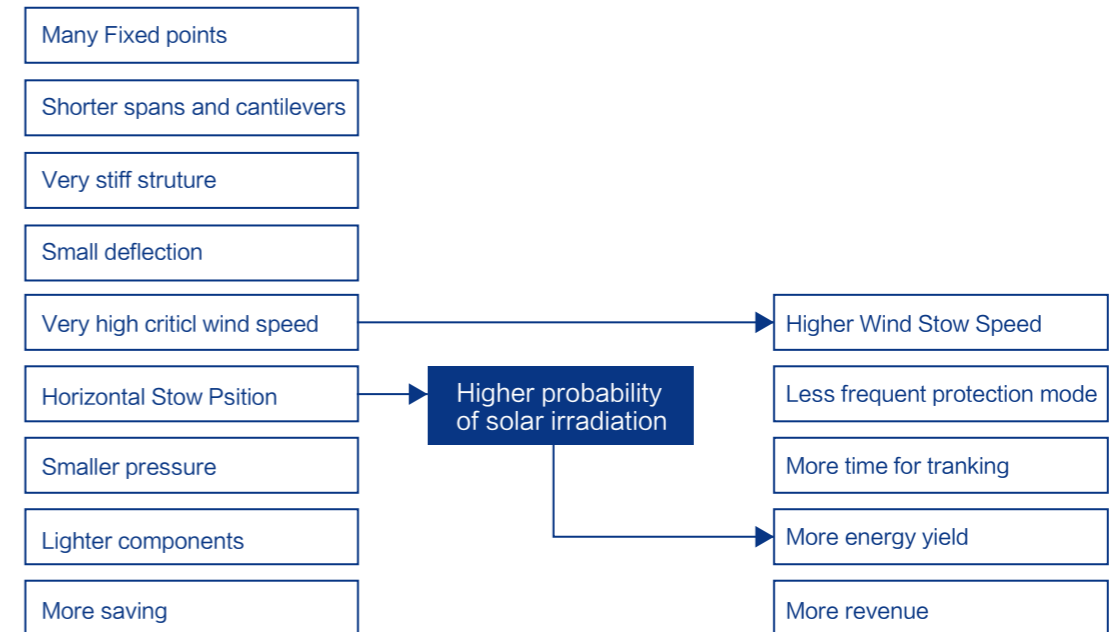 Many Fixed points
Shorter spans and cantilevers
Very stiff struture
Small deflection
Very high criticl wind speed
Horizontal Stow Psition
Smaller pressure
Lighter components
More saving
Higher probability
of solar irradiation
Higher Wind Stow Speed
Less frequent protection mode
More time for tranking
More energy yield
More revenue